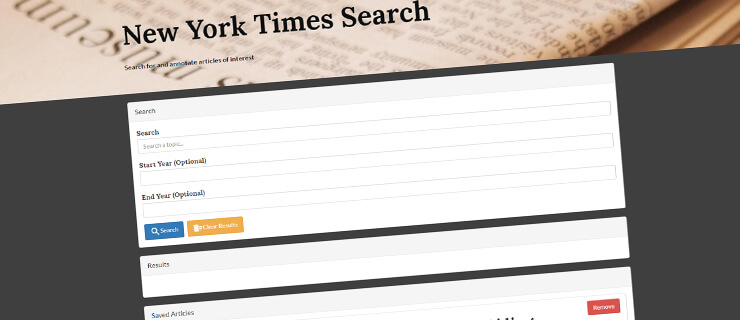 New York Times Search
Search for and annotate articles of interest
Search
Search
Search a topic...
Start Year (Optional)
End Year (Optional)
Search Clear Results
Results
Saved Articles
Remove